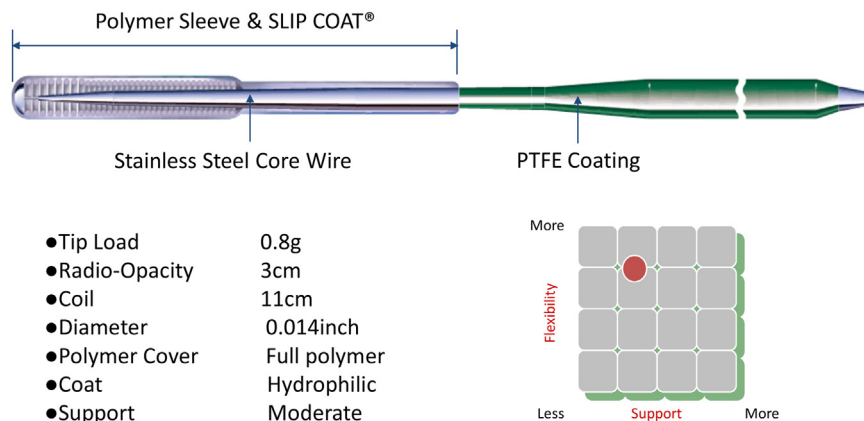 Polymer Sleeve & SLIP COAT®
Stainless Steel Core Wire
PTFE Coating
●Tip Load 0.8g
●Radio-Opacity 3cm
●Coil 11cm
●Diameter 0.014inch
●Polymer Cover Full polymer
●Coat Hydrophilic
●Support Moderate
More
Flexibility
Less Support More